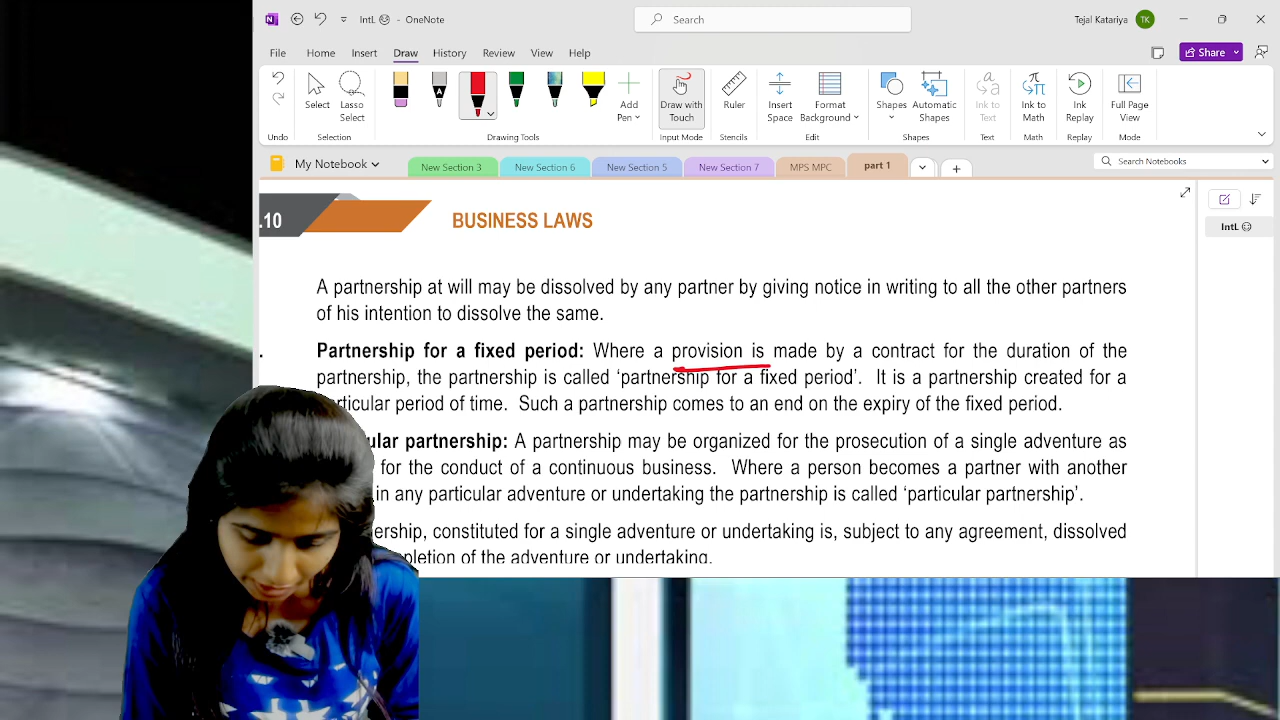 IntL ☺ - OneNote
Search
Tejal Katariya
TK
File Home Insert Draw History Review View Help
Share
Select
Lasso Select
A
Add Pen
Draw with Touch
Ruler
Insert Space
Format Background
Shapes
Automatic Shapes
Ink to Text
Ink to Math
Ink Replay
Full Page View
Undo Selection Drawing Tools Input Mode Stencils Edit Shapes Text Math Replay Mode
My Notebook
New Section 3 New Section 6 New Section 5 New Section 7 MPS MPC part 1
Search Notebooks
IntL ☺
.10 BUSINESS LAWS
A partnership at will may be dissolved by any partner by giving notice in writing to all the other partners
of his intention to dissolve the same.
. Partnership for a fixed period: Where a provision is made by a contract for the duration of the
partnership, the partnership is called ‘partnership for a fixed period’. It is a partnership created for a
rticular period of time. Such a partnership comes to an end on the expiry of the fixed period.
ular partnership: A partnership may be organized for the prosecution of a single adventure as
for the conduct of a continuous business. Where a person becomes a partner with another
in any particular adventure or undertaking the partnership is called ‘particular partnership’.
ership, constituted for a single adventure or undertaking is, subject to any agreement, dissolved
pletion of the adventure or undertaking.